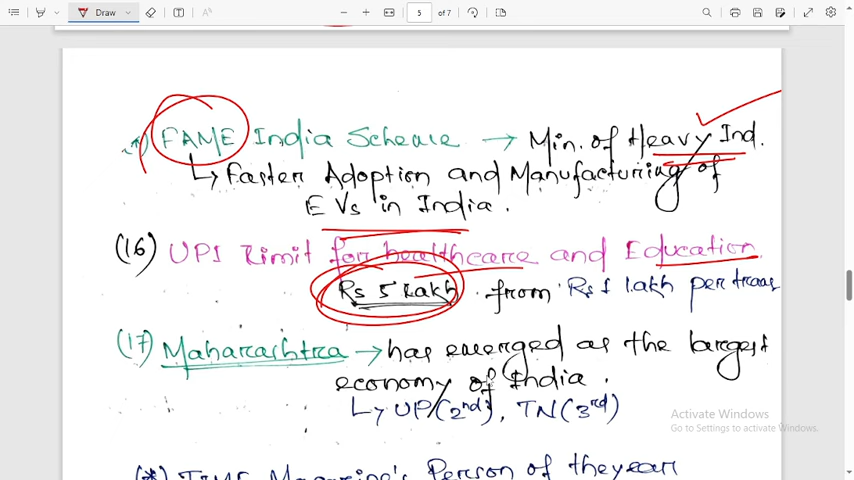 Draw
5 of 7
(*) FAME India Scheme → Min. of Heavy Ind.
↳ Faster Adoption and Manufacturing of
EVs in India.
(16) UPI Limit for healthcare and Education
Rs 5 Lakh from Rs 1 lakh per trans
(17) Maharashtra → has emerged as the largest
economy of India.
↳ UP (2nd), TN (3rd)
Activate Windows
Go to Settings to activate Windows.
(*) TIME Magazine's Person of the year